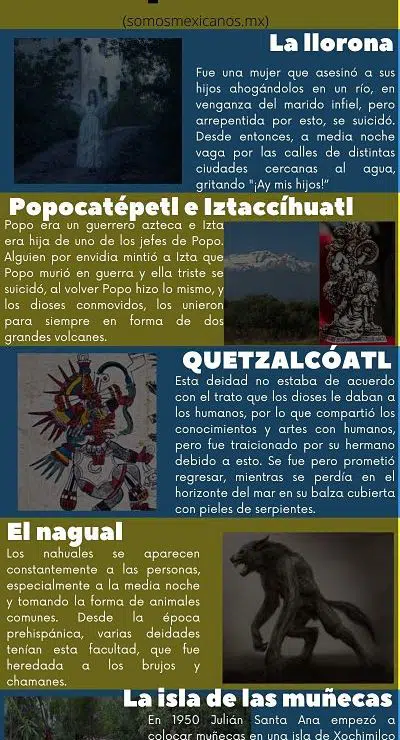 (somosmexicanos.mx)
La llorona
Fue una mujer que asesinó a sus
hijos ahogándolos en un río, en
venganza del marido infiel, pero
arrepentida por esto, se suicidó.
Desde entonces, a media noche
vaga por las calles de distintas
ciudades cercanas al agua,
gritando "¡Ay mis hijos!"
Popocatépetl e Iztaccíhuatl
Popo era un guerrero azteca e Izta
era hija de uno de los jefes de Popo.
Alguien por envidia mintió a Izta que
Popo murió en guerra y ella triste se
suicidó, al volver Popo hizo lo mismo, y
los dioses conmovidos, los unieron
para siempre en forma de dos
grandes volcanes.
QUETZALCÓATL
Esta deidad no estaba de acuerdo
con el trato que los dioses le daban a
los humanos, por lo que compartió los
conocimientos y artes con humanos,
pero fue traicionado por su hermano
debido a esto. Se fue pero prometió
regresar, mientras se perdía en el
horizonte del mar en su balza cubierta
con pieles de serpientes.
El nagual
Los nahuales se aparecen
constantemente a las personas,
especialmente a la media noche
y tomando la forma de animales
comunes. Desde la época
prehispánica, varias deidades
tenían esta facultad, que fue
heredada a los brujos y
chamanes.
La isla de las muñecas
En 1950 Julián Santa Ana empezó a
colocar muñecas en una isla de Xochimilco